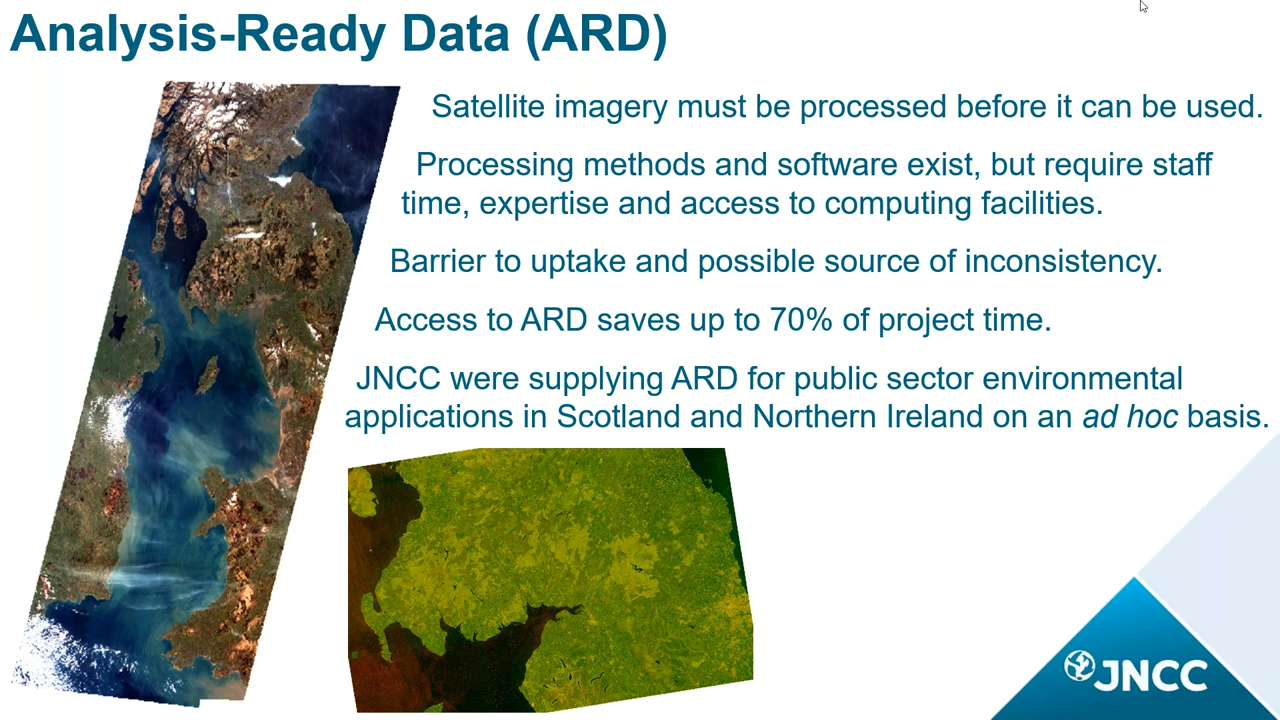 Analysis-Ready Data (ARD)
Satellite imagery must be processed before it can be used.
Processing methods and software exist, but require staff
time, expertise and access to computing facilities.
Barrier to uptake and possible source of inconsistency.
Access to ARD saves up to 70% of project time.
JNCC were supplying ARD for public sector environmental
applications in Scotland and Northern Ireland on an ad hoc basis.
JNCC